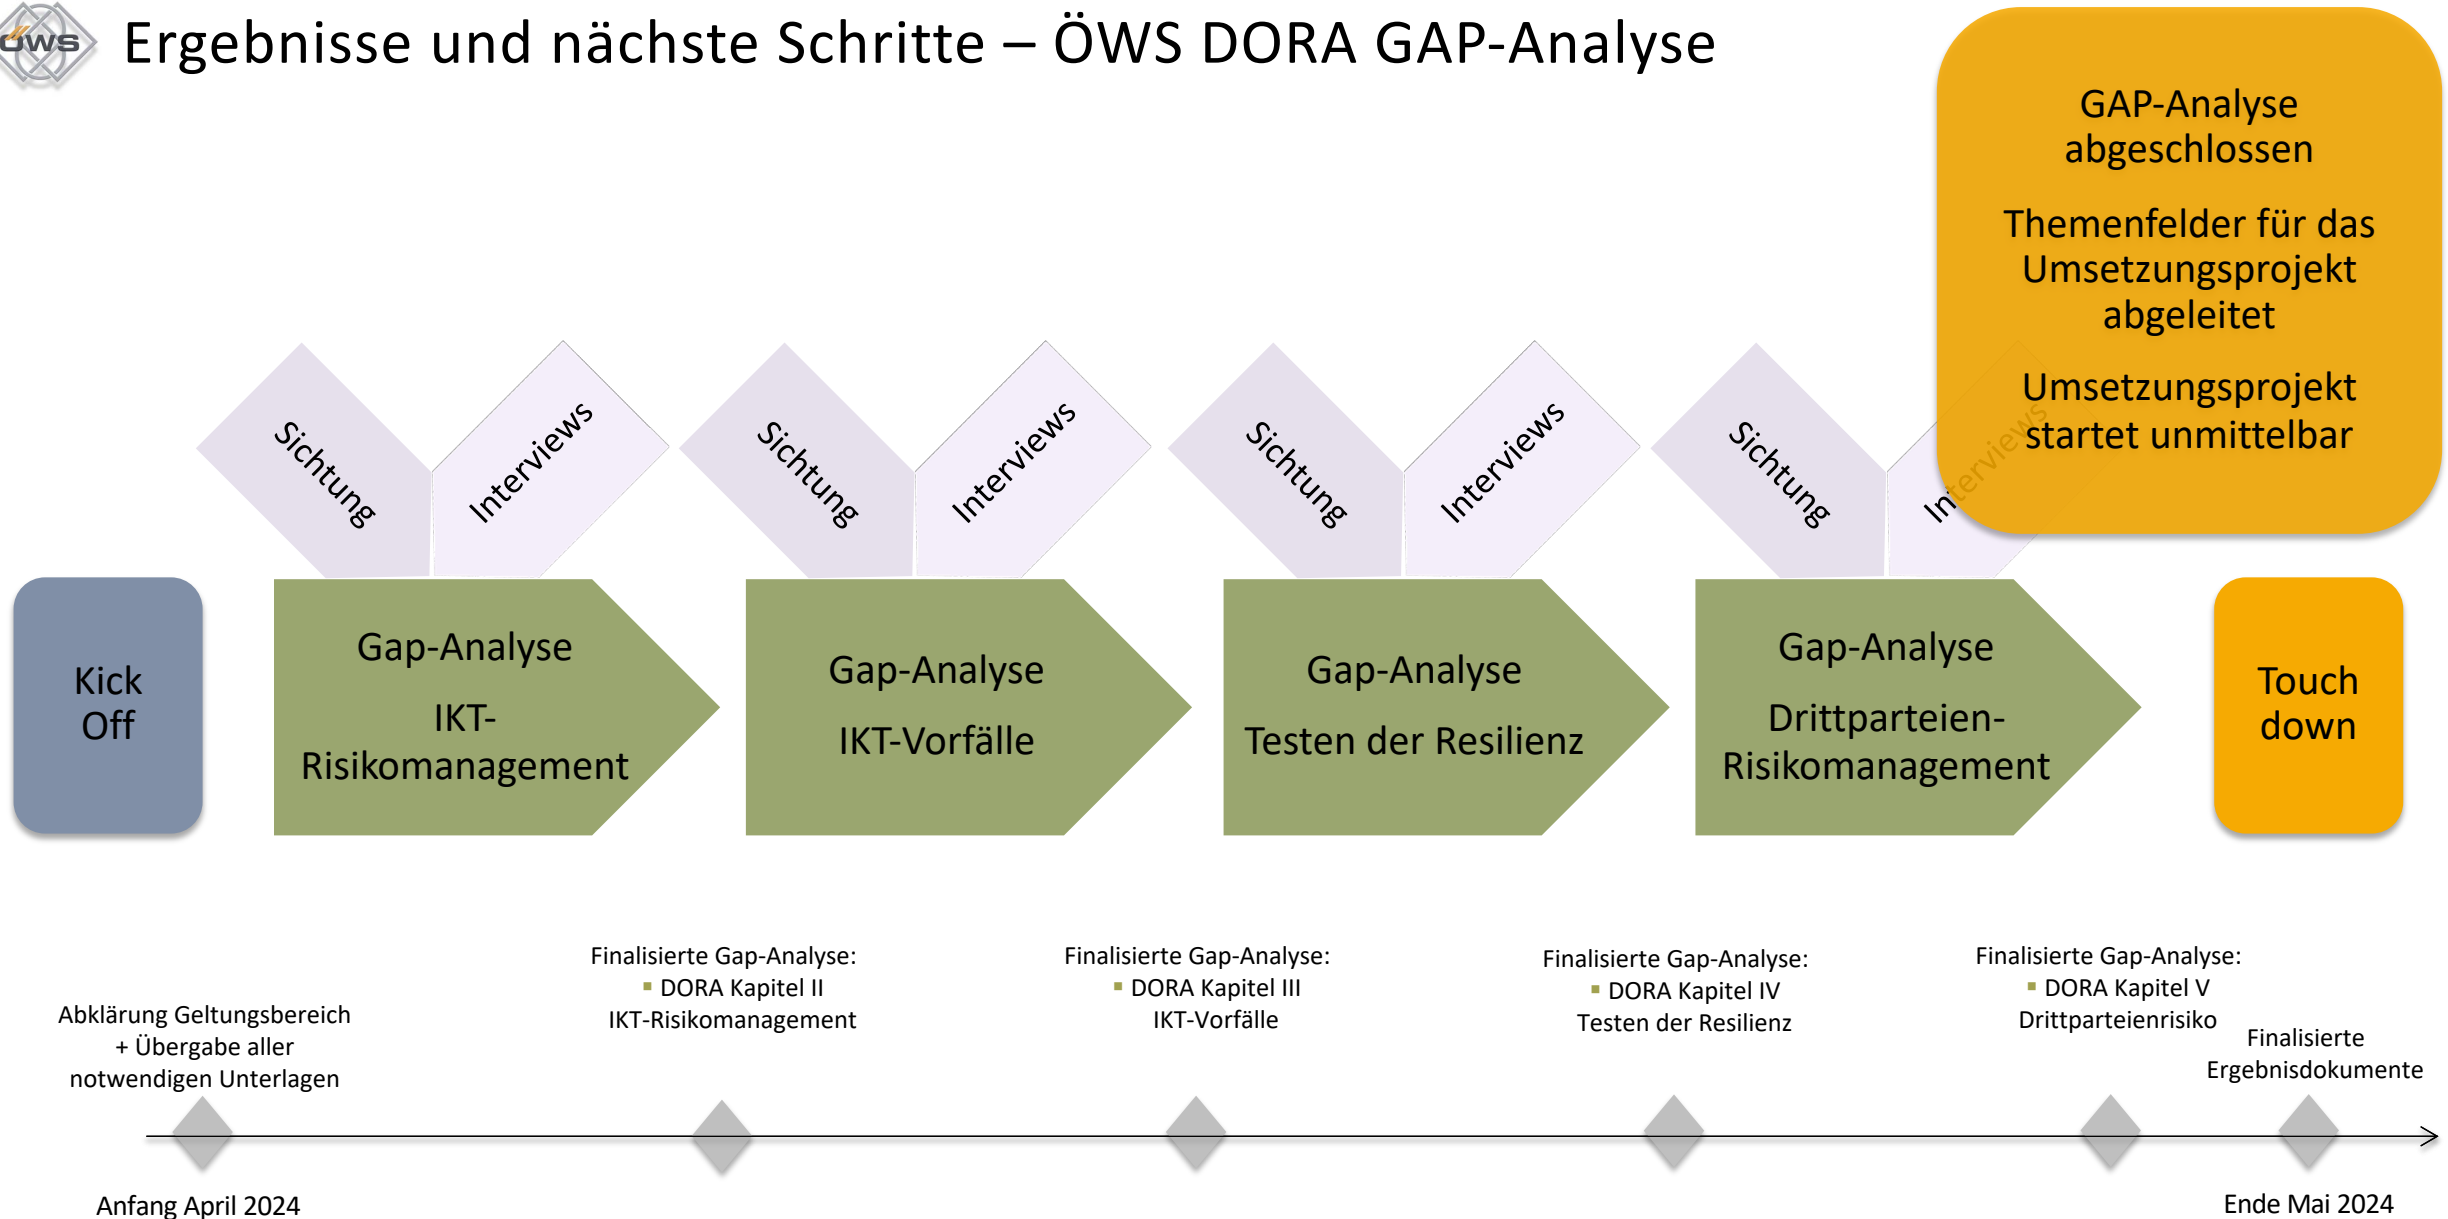 ÖWS
Ergebnisse und nächste Schritte – ÖWS DORA GAP-Analyse
GAP-Analyse
abgeschlossen
Themenfelder für das
Umsetzungsprojekt
abgeleitet
Umsetzungsprojekt
startet unmittelbar
Sichtung
Interviews
Sichtung
Interviews
Sichtung
Interviews
Sichtung
Interviews
Kick
Off
Gap-Analyse
IKT-
Risikomanagement
Gap-Analyse
IKT-Vorfälle
Gap-Analyse
Testen der Resilienz
Gap-Analyse
Drittparteien-
Risikomanagement
Touch
down
Abklärung Geltungsbereich
+ Übergabe aller
notwendigen Unterlagen
Finalisierte Gap-Analyse:
▪ DORA Kapitel II
IKT-Risikomanagement
Finalisierte Gap-Analyse:
▪ DORA Kapitel III
IKT-Vorfälle
Finalisierte Gap-Analyse:
▪ DORA Kapitel IV
Testen der Resilienz
Finalisierte Gap-Analyse:
▪ DORA Kapitel V
Drittparteienrisiko
Finalisierte
Ergebnisdokumente
Anfang April 2024
Ende Mai 2024